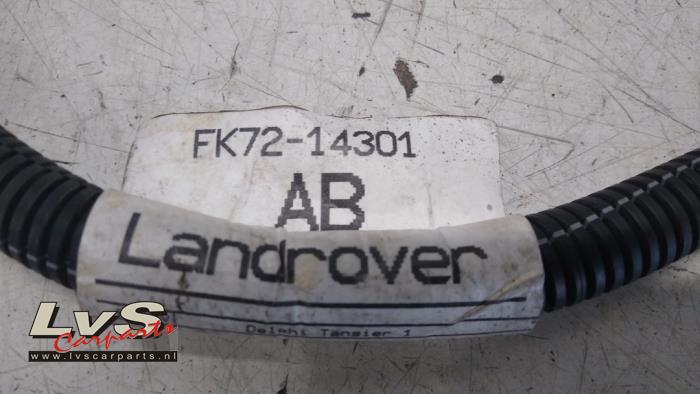 FK72-14301
AB
Landrover
Delphi Tangier 1
LvS
Carparts
www.lvscarparts.nl